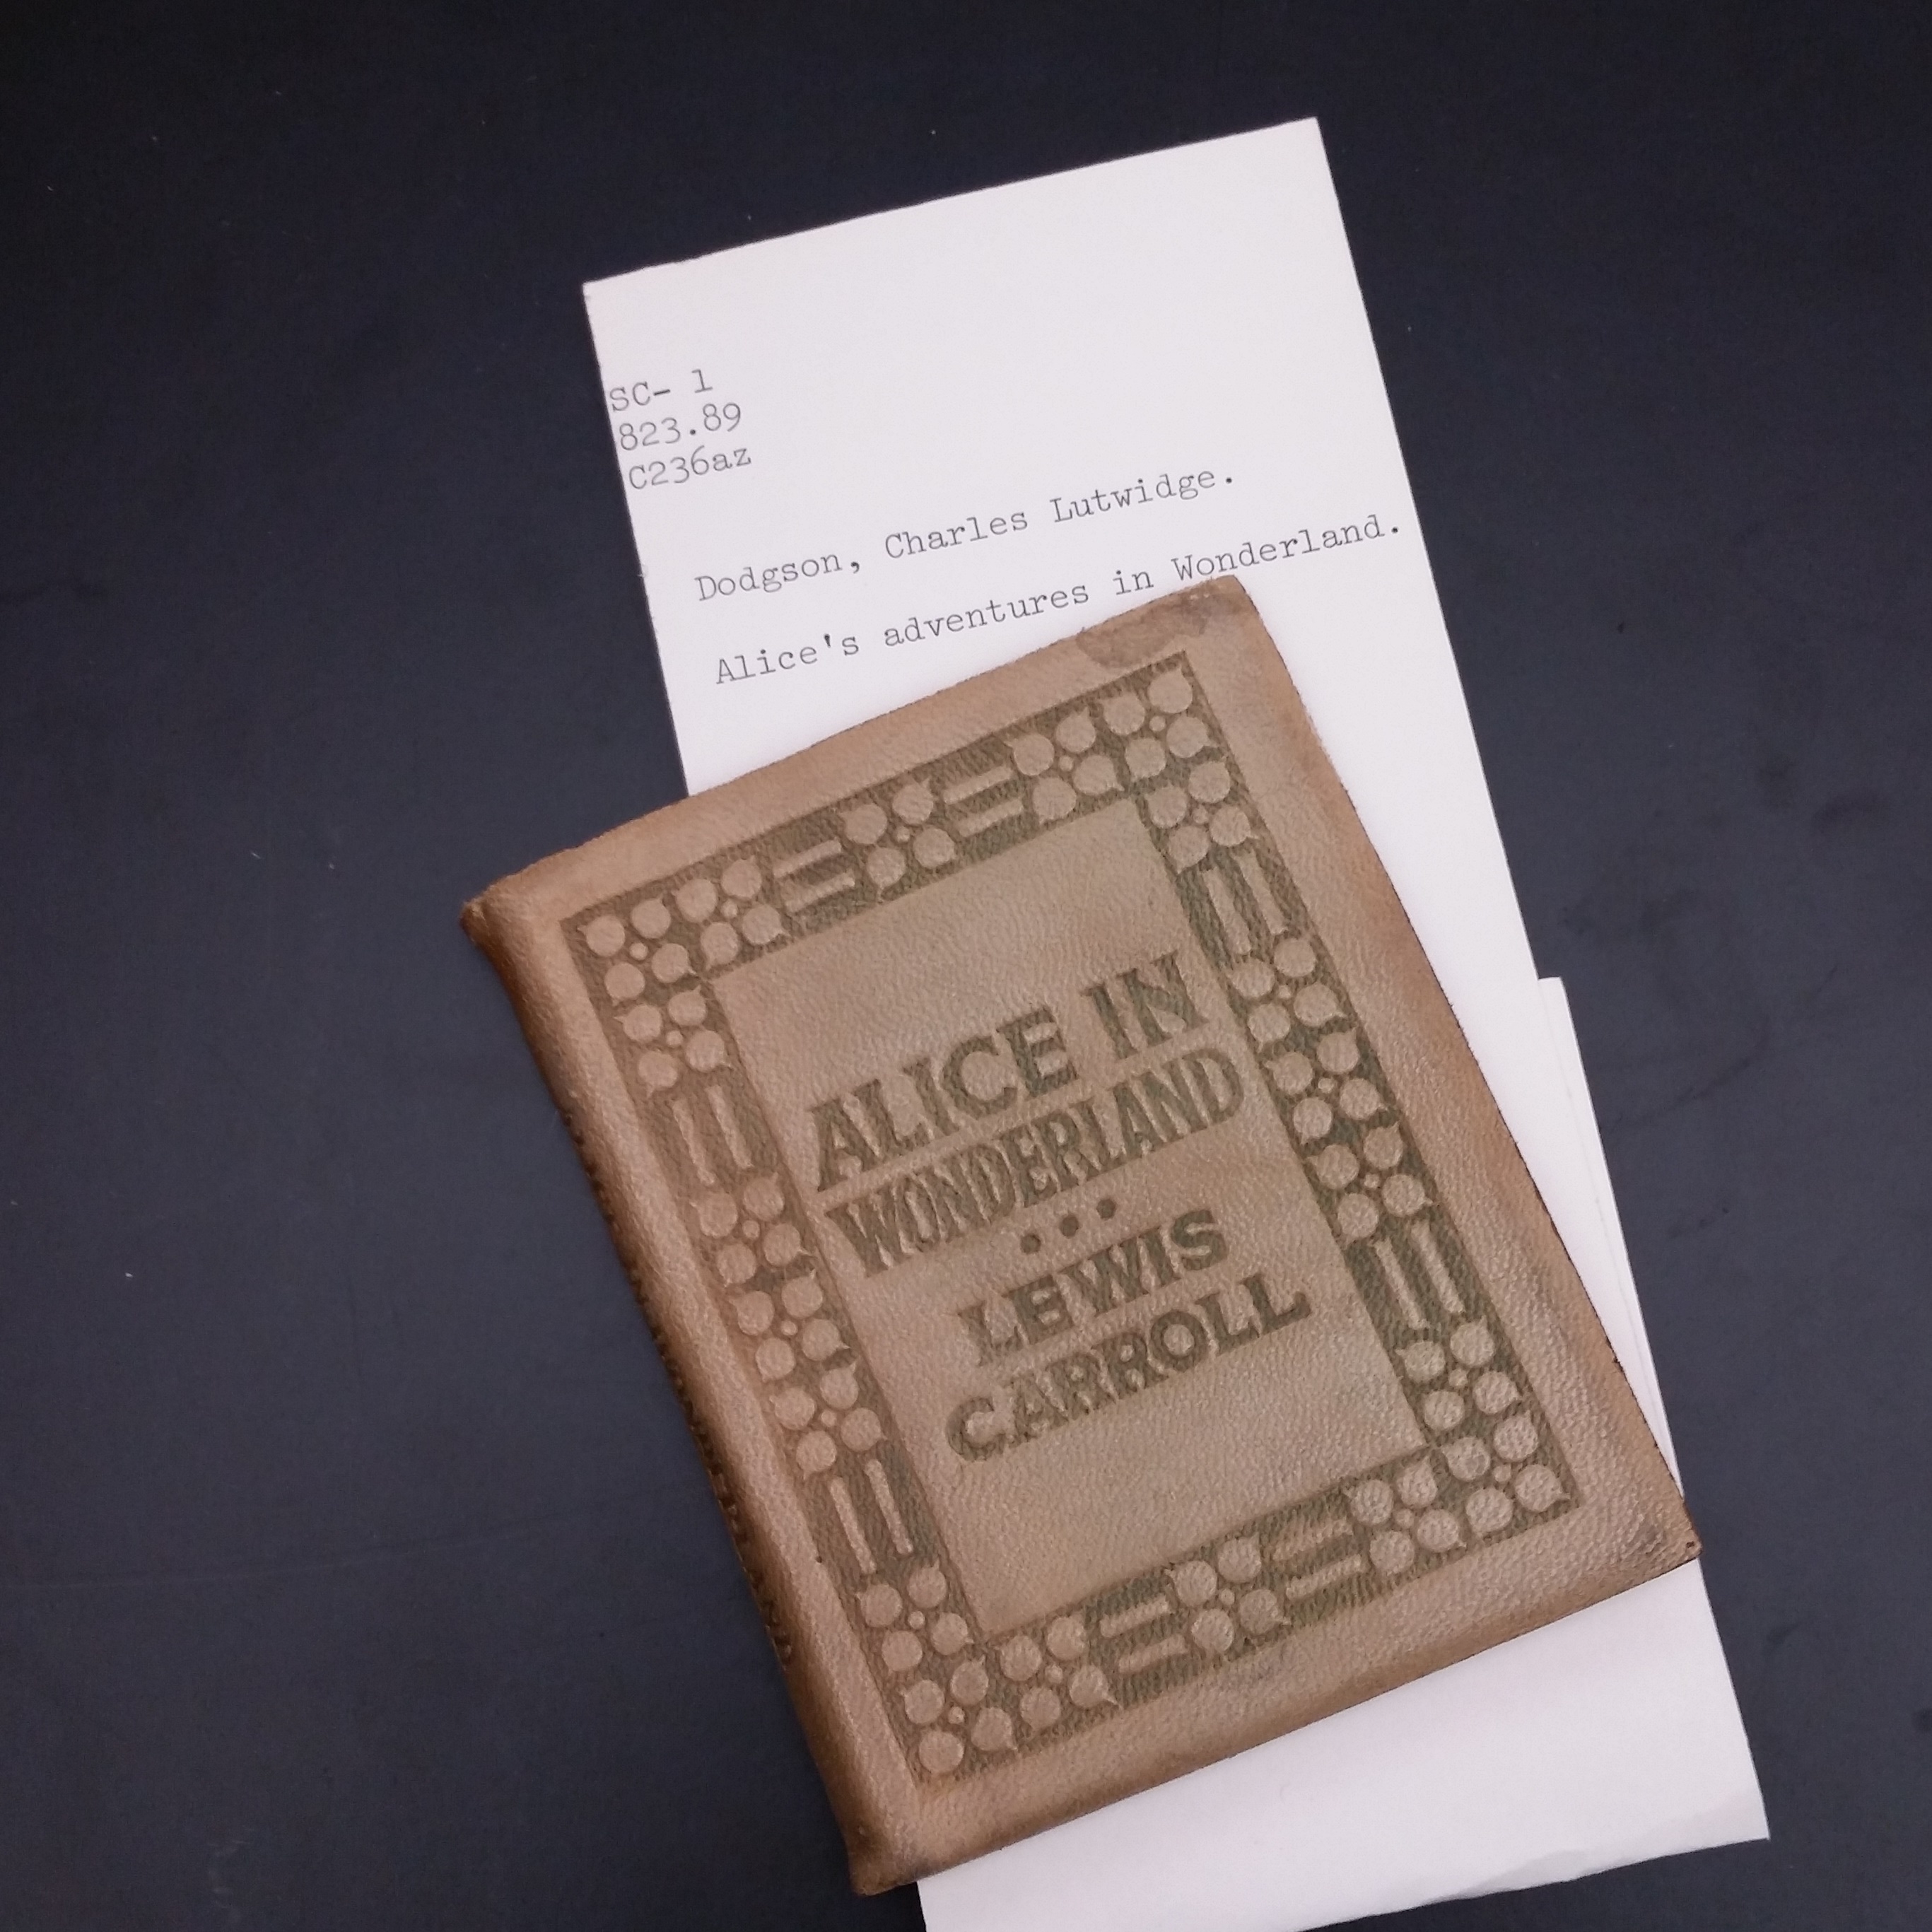 SC- 1
823.89
C236az
Dodgson, Charles Lutwidge.
Alice's adventures in Wonderland.
ALICE IN
WONDERLAND
LEWIS
CARROLL